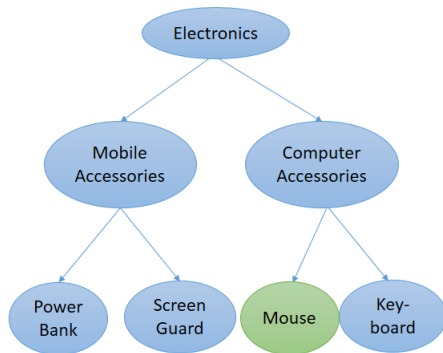 Electronics
Mobile
Accessories
Computer
Accessories
Power
Bank
Screen
Guard
Mouse
Key-
board